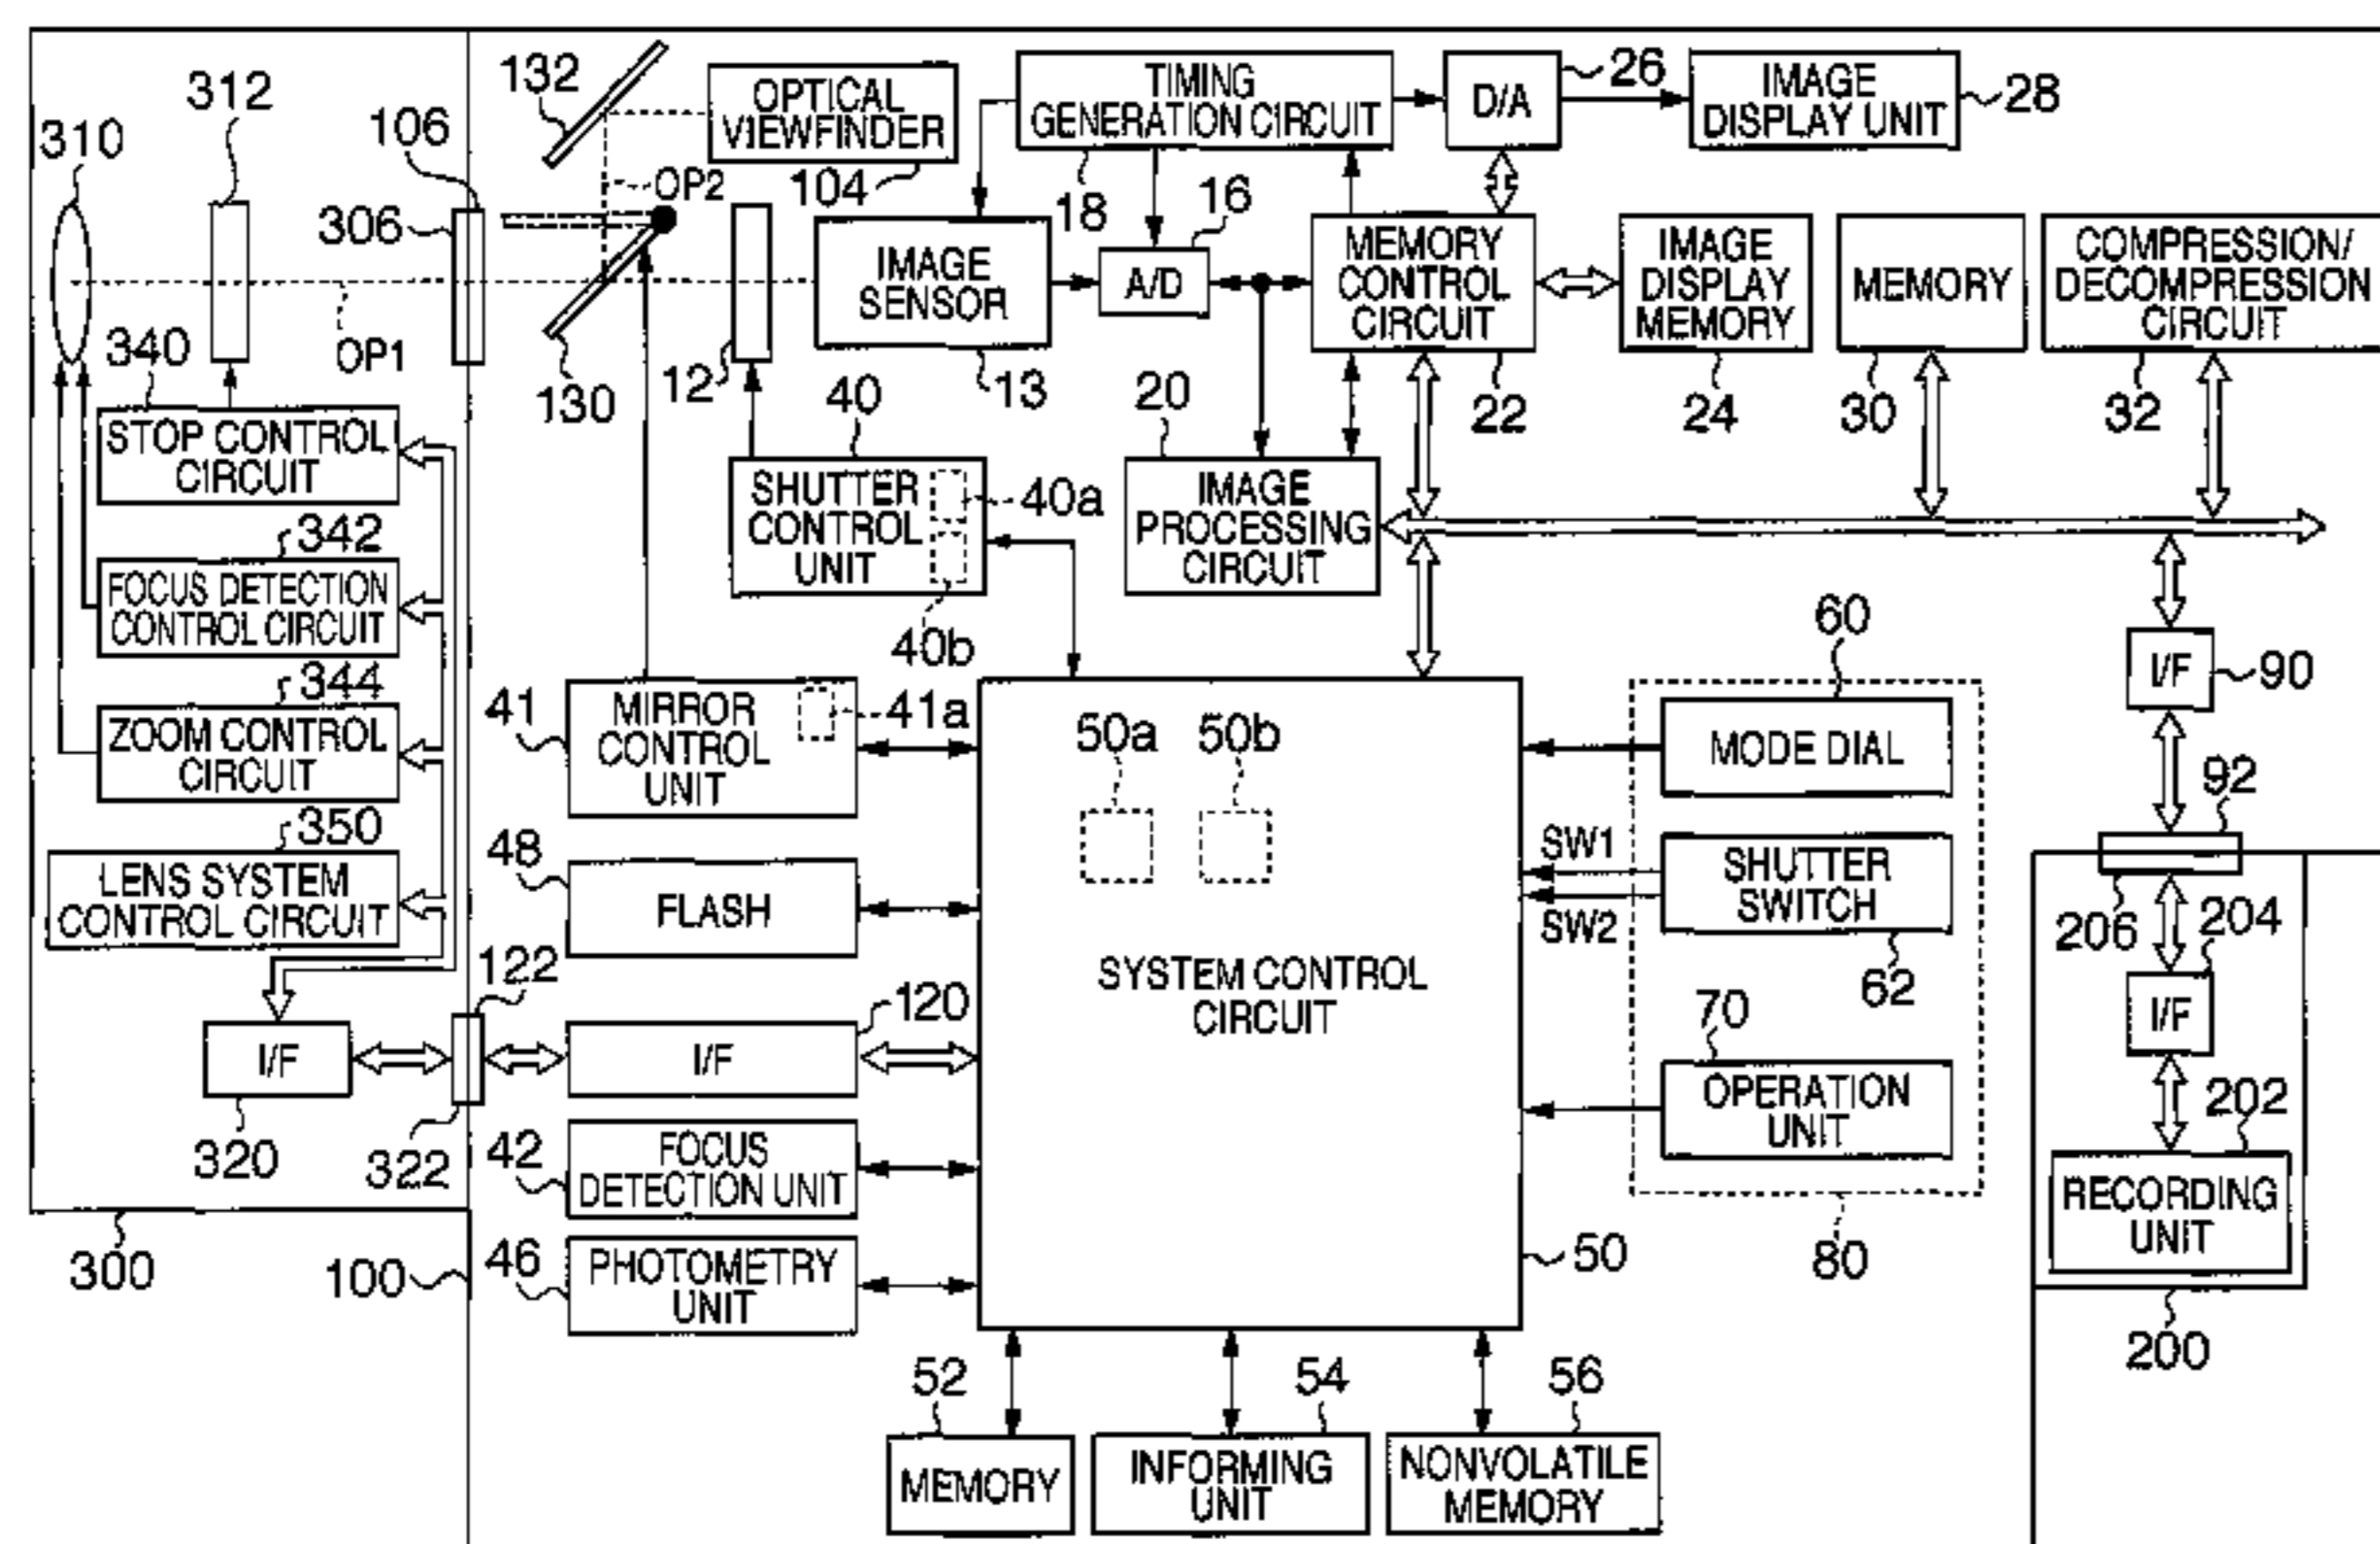 310
312
106
306
OP1
132
OPTICAL
VIEWFINDER
104
OP2
130
12
TIMING
GENERATION CIRCUIT
18
D/A
26
IMAGE
DISPLAY UNIT
28
16
A/D
IMAGE
SENSOR
13
MEMORY
CONTROL
CIRCUIT
22
IMAGE
DISPLAY
MEMORY
24
MEMORY
30
COMPRESSION/
DECOMPRESSION
CIRCUIT
32
340
STOP CONTROL
CIRCUIT
342
FOCUS DETECTION
CONTROL CIRCUIT
344
ZOOM CONTROL
CIRCUIT
350
LENS SYSTEM
CONTROL CIRCUIT
I/F
320
122
322
300
100
40
SHUTTER
CONTROL
UNIT
40a
40b
20
IMAGE
PROCESSING
CIRCUIT
41
MIRROR
CONTROL
UNIT
41a
48
FLASH
120
I/F
42
FOCUS
DETECTION UNIT
46
PHOTOMETRY
UNIT
50a
50b
SYSTEM CONTROL
CIRCUIT
50
60
MODE DIAL
SW1
SW2
SHUTTER
SWITCH
62
70
OPERATION
UNIT
80
I/F
90
92
206
204
I/F
202
RECORDING
UNIT
200
52
MEMORY
54
INFORMING
UNIT
56
NONVOLATILE
MEMORY